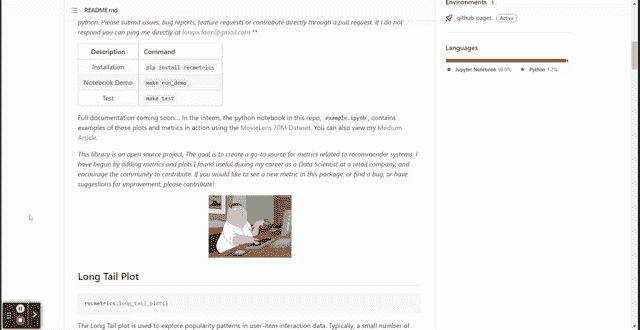 README.md
python. Please submit issues, bug reports, feature requests or contribute directly through a pull request. If I do not
respond you can ping me directly at longoclaire@gmail.com **
Description Command
Installation pip install recmetrics
Notebook Demo make run_demo
Test make test
Full documentation coming soon... In the interm, the python notebook in this repo, example.ipynb, contains
examples of these plots and metrics in action using the MovieLens 20M Dataset. You can also view my Medium
Article.
This library is an open source project. The goal is to create a go-to source for metrics related to recommender systems. I
have begun by adding metrics and plots I found useful during my career as a Data Scientist at a retail company, and
encourage the community to contribute. If you would like to see a new metric in this package, or find a bug, or have
suggestions for improvement, please contribute!
Long Tail Plot
recmetrics.long_tail_plot()
The Long Tail plot is used to explore popularity patterns in user-item interaction data. Typically, a small number of
Environments 1
github-pages Active
Languages
Jupyter Notebook 98.8% Python 1.2%